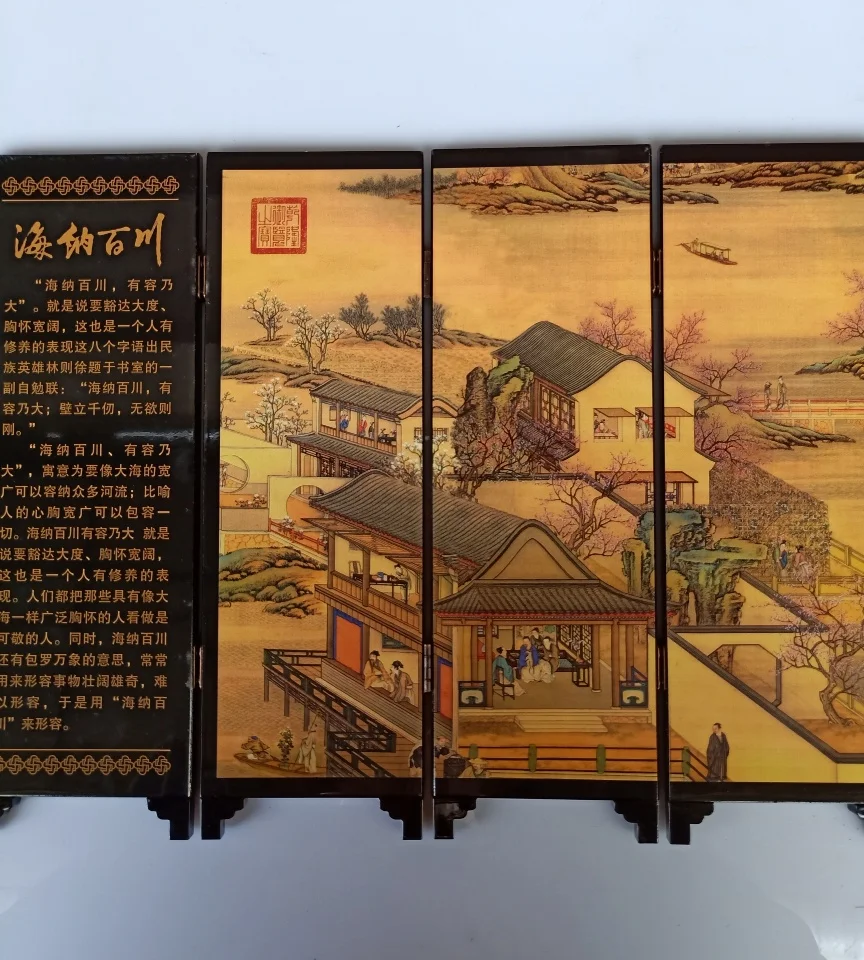 海纳百川
“海纳百川，有容乃
大”。就是说要豁达大度、
胸怀宽阔，这也是一个人有
修养的表现这八个字语出民
族英雄林则徐题于书室的一
副自勉联：“海纳百川，有
容乃大；壁立千仞，无欲则
刚。”
“海纳百川、有容乃
大”，寓意为要像大海的宽
广可以容纳众多河流；比喻
人的心胸宽广可以包容一
切。海纳百川有容乃大 就是
说要豁达大度、胸怀宽阔，
这也是一个人有修养的表
现。人们都把那些具有像大
海一样广泛胸怀的人看做是
可敬的人。同时，海纳百川
还有包罗万象的意思，常常
用来形容事物壮阔雄奇，难
以形容，于是用“海纳百
川”来形容。
乾隆
御覽
之寶